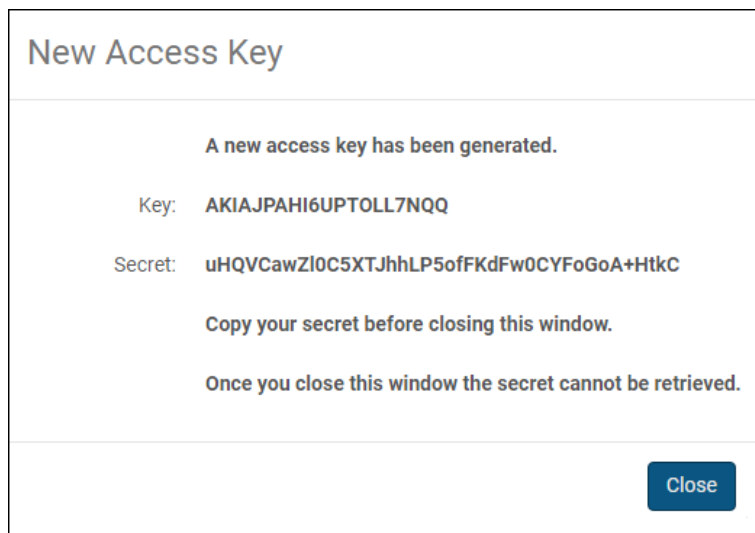 New Access Key
A new access key has been generated.
Key: AKIAJPAHI6UPTOLL7NQQ
Secret: uHQVCawZl0C5XTJhhLP5ofFKdFw0CYFoGoA+HtkC
Copy your secret before closing this window.
Once you close this window the secret cannot be retrieved.
Close